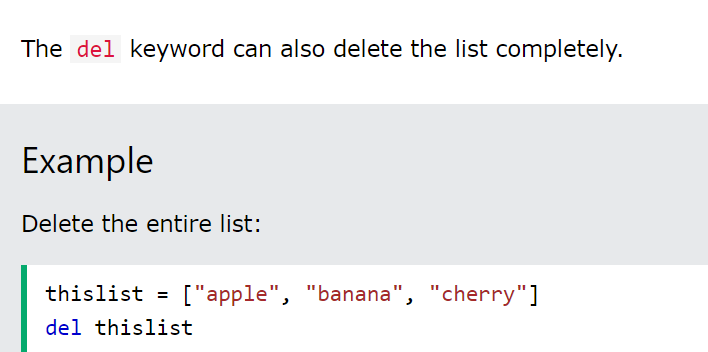 The del keyword can also delete the list completely.
Example
Delete the entire list:
thislist = ["apple", "banana", "cherry"]
del thislist